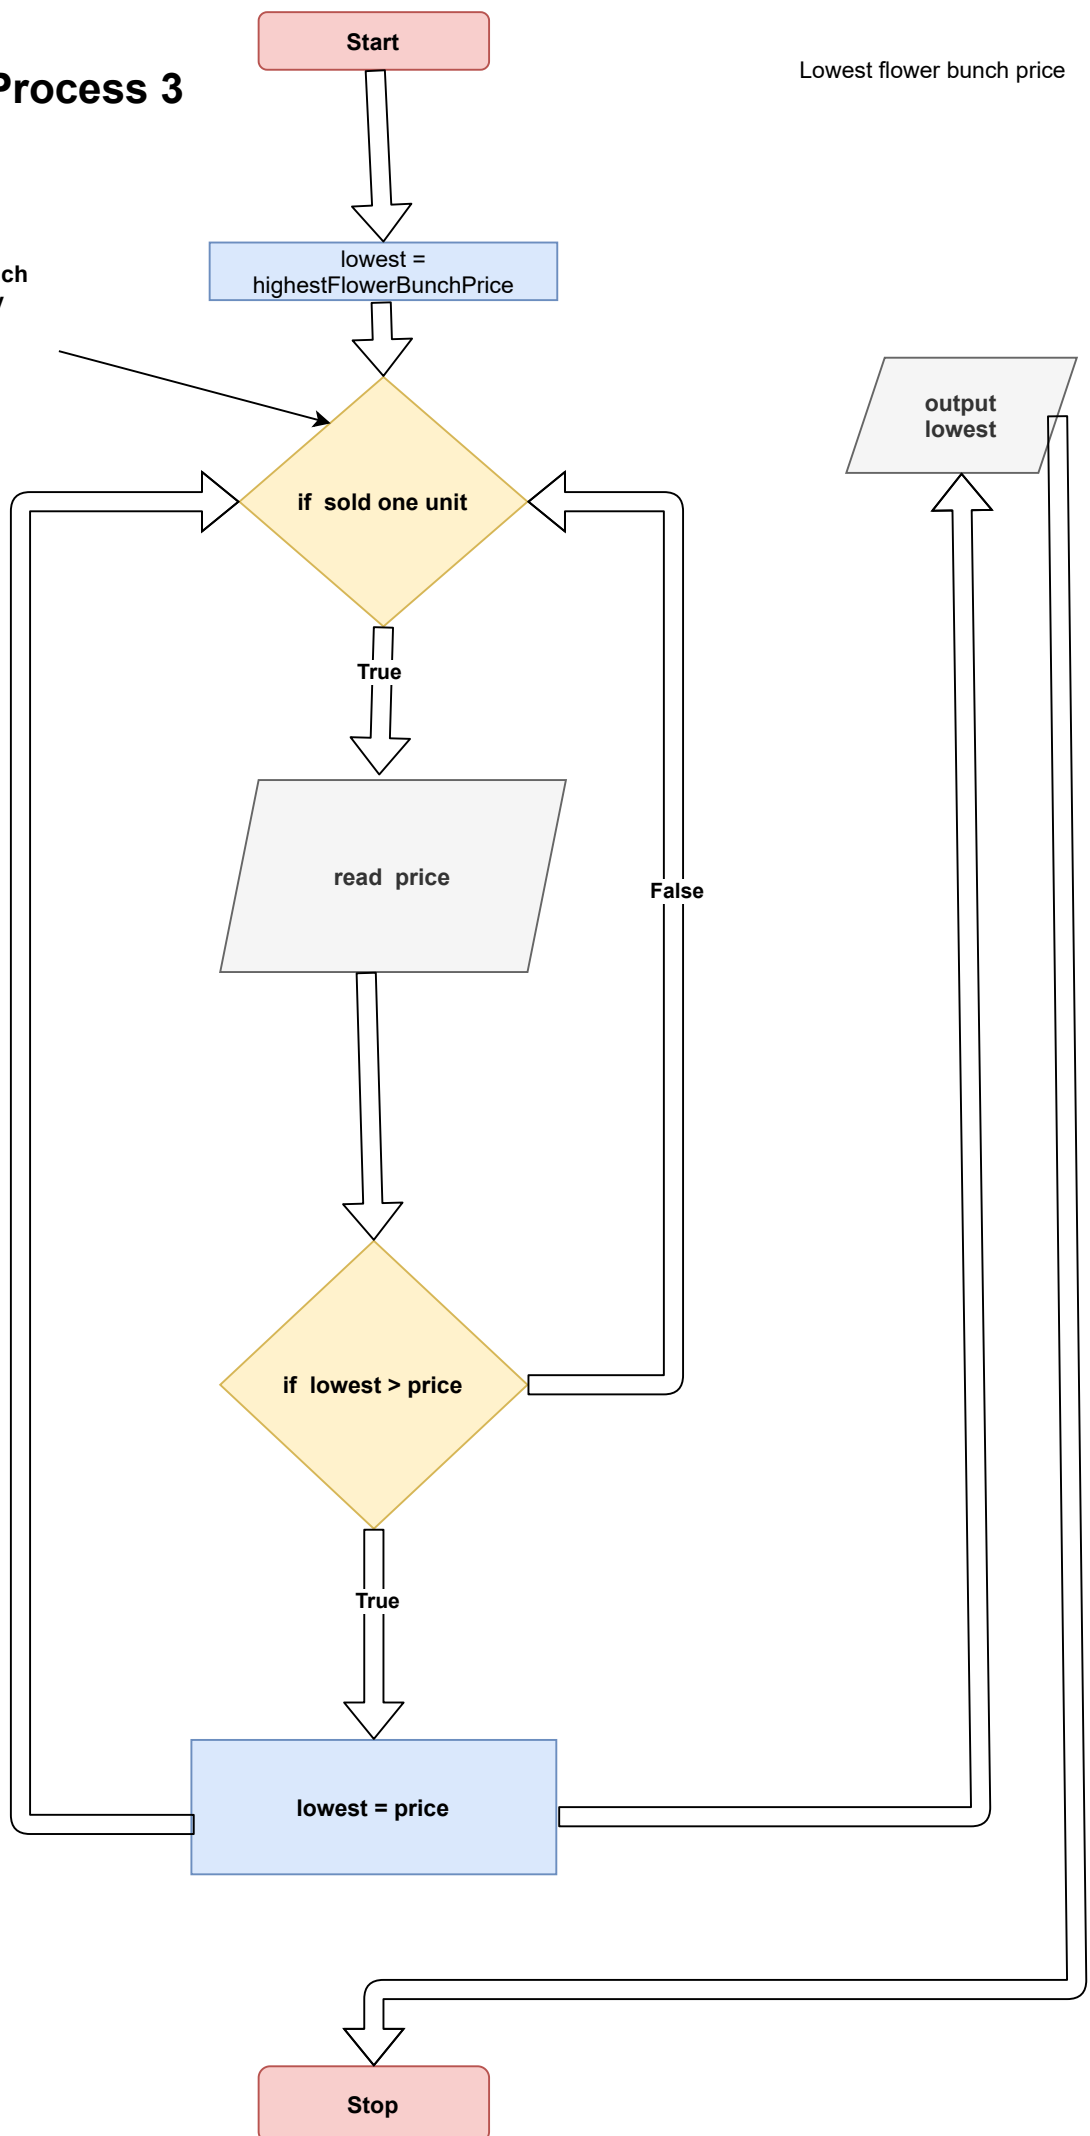 Start
Process 3
Lowest flower bunch price
lowest =
highestFlowerBunchPrice
ch
y
output
lowest
if  sold one unit
True
read  price
False
if  lowest > price
True
lowest = price
Stop